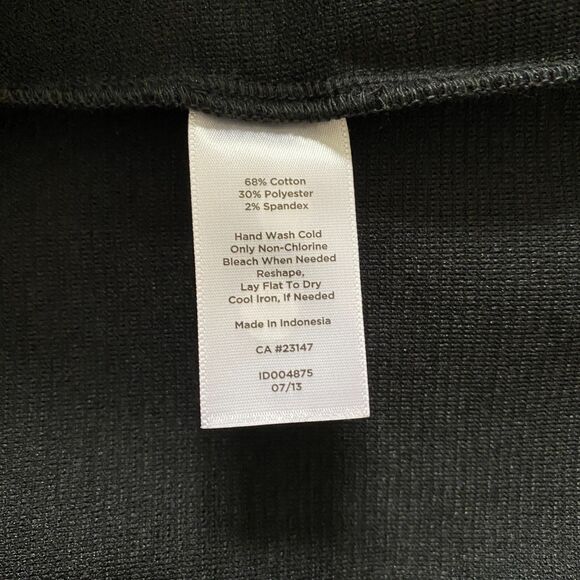 68% Cotton
30% Polyester
2% Spandex
Hand Wash Cold
Only Non-Chlorine
Bleach When Needed
Reshape,
Lay Flat To Dry
Cool Iron, If Needed
Made In Indonesia
CA #23147
ID004875
07/13